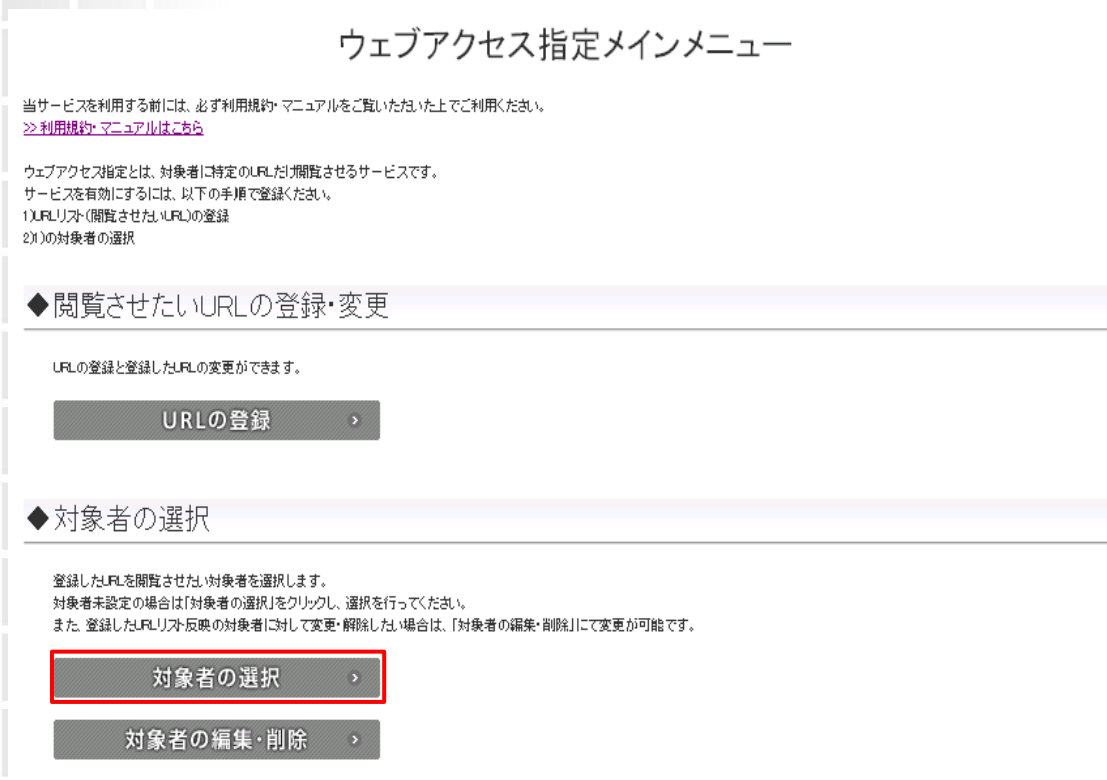 ウェブアクセス指定メインメニュー
当サービスを利用する前には、必ず利用規約・マニュアルをご覧いただいた上でご利用ください。
>>利用規約・マニュアルはこちら
ウェブアクセス指定とは、対象者に特定のURLだけ閲覧させるサービスです。
サービスを有効にするには、以下の手順で登録ください。
1)URLリスト(閲覧させたいURL)の登録
2)1)の対象者の選択
◆閲覧させたいURLの登録・変更
URLの登録と登録したURLの変更ができます。
URLの登録
◆対象者の選択
登録したURLを閲覧させたい対象者を選択します。
対象者未設定の場合は「対象者の選択」をクリックし、選択を行ってください。
また、登録したURLリスト反映の対象者に対して変更・解除したい場合は、「対象者の編集・削除」にて変更が可能です。
対象者の選択
対象者の編集・削除